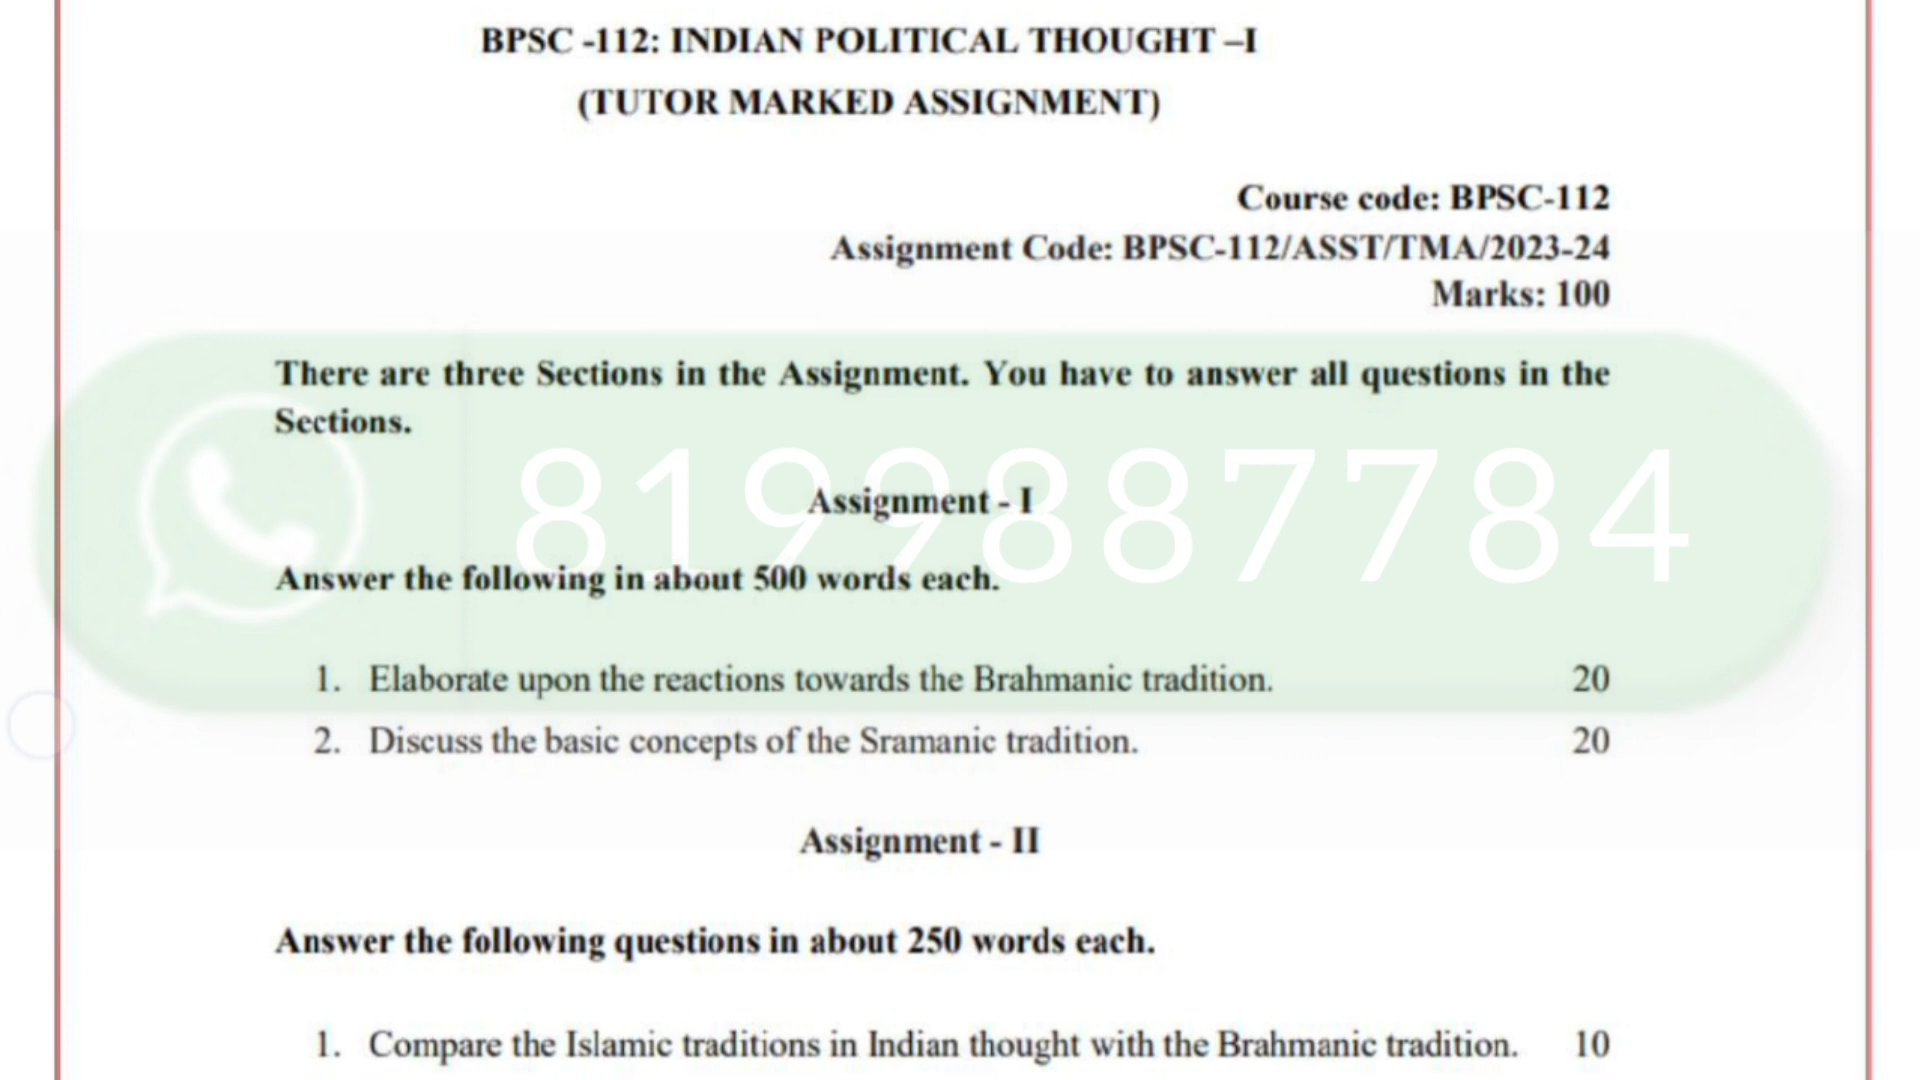 BPSC -112: INDIAN POLITICAL THOUGHT –I
(TUTOR MARKED ASSIGNMENT)
Course code: BPSC-112
Assignment Code: BPSC-112/ASST/TMA/2023-24
Marks: 100
There are three Sections in the Assignment. You have to answer all questions in the
Sections.
8199887784
Assignment - I
Answer the following in about 500 words each.
1. Elaborate upon the reactions towards the Brahmanic tradition. 20
2. Discuss the basic concepts of the Sramanic tradition. 20
Assignment - II
Answer the following questions in about 250 words each.
1. Compare the Islamic traditions in Indian thought with the Brahmanic tradition. 10